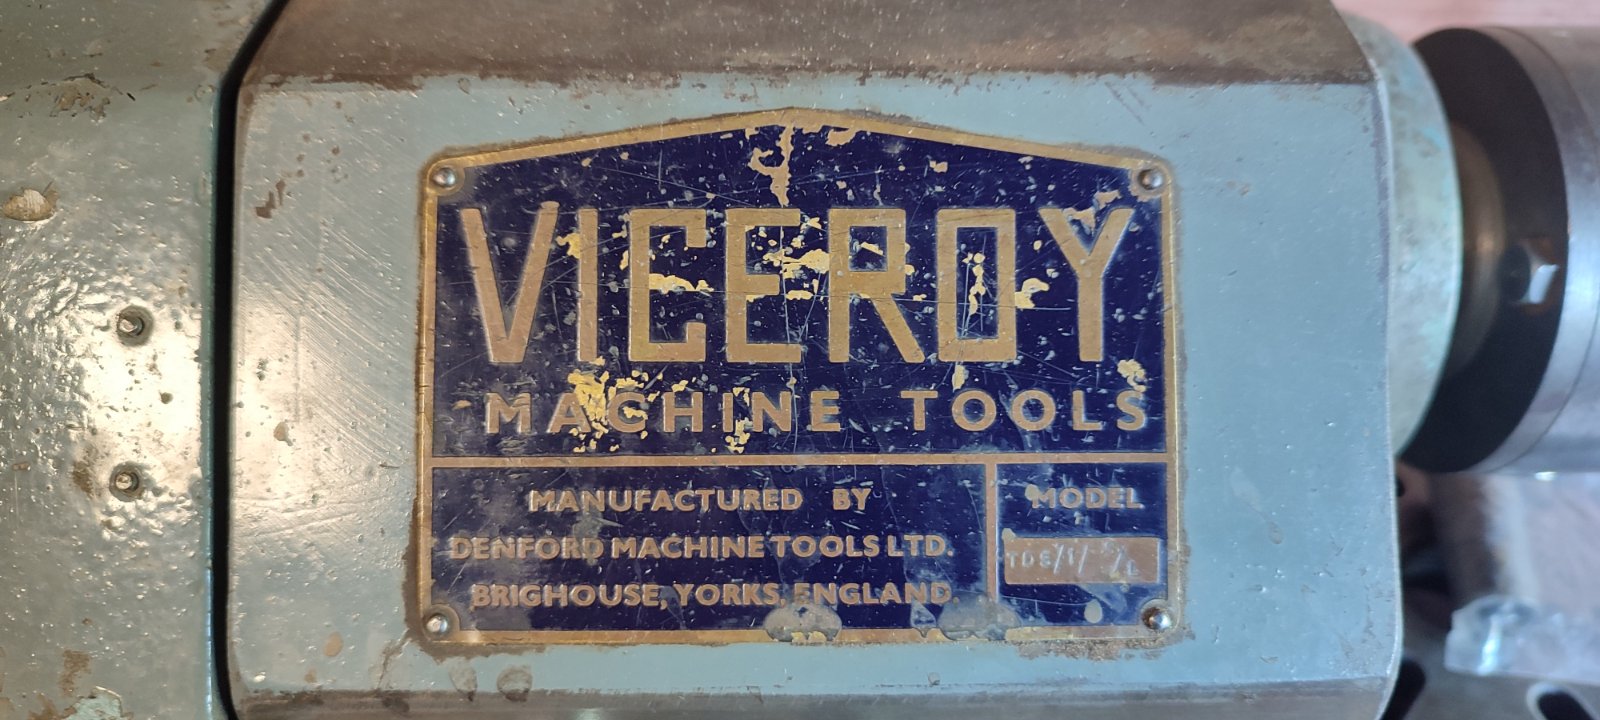 VICEROY
MACHINE TOOLS
MANUFACTURED BY
DENFORD MACHINE TOOLS LTD.
BRIGHOUSE, YORKS, ENGLAND.
MODEL